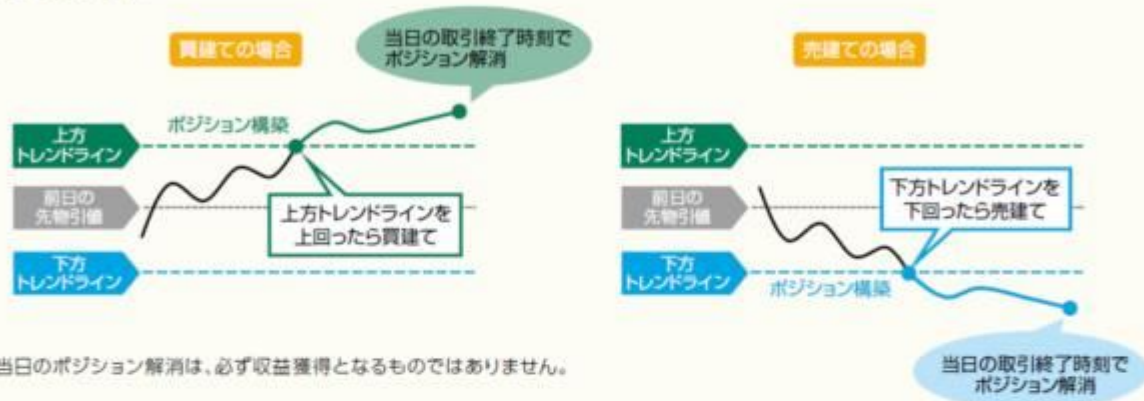 買建ての場合
当日の取引終了時刻で
ポジション解消
上方
トレンドライン
ポジション構築
前日の
先物引値
上方トレンドラインを
上回ったら買建て
下方
トレンドライン
売建ての場合
上方
トレンドライン
前日の
先物引値
下方トレンドラインを
下回ったら売建て
下方
トレンドライン
ポジション構築
当日の取引終了時刻で
ポジション解消
当日のポジション解消は、必ず収益獲得となるものではありません。